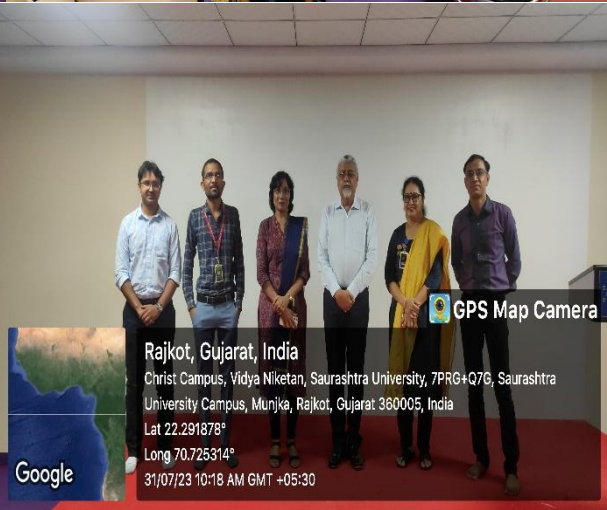 GPS Map Camera
Rajkot, Gujarat, India
Christ Campus, Vidya Niketan, Saurashtra University, 7PRG+Q7G, Saurashtra
University Campus, Munjka, Rajkot, Gujarat 360005, India
Lat 22.291878°
Long 70.725314°
31/07/23 10:18 AM GMT +05:30
Google